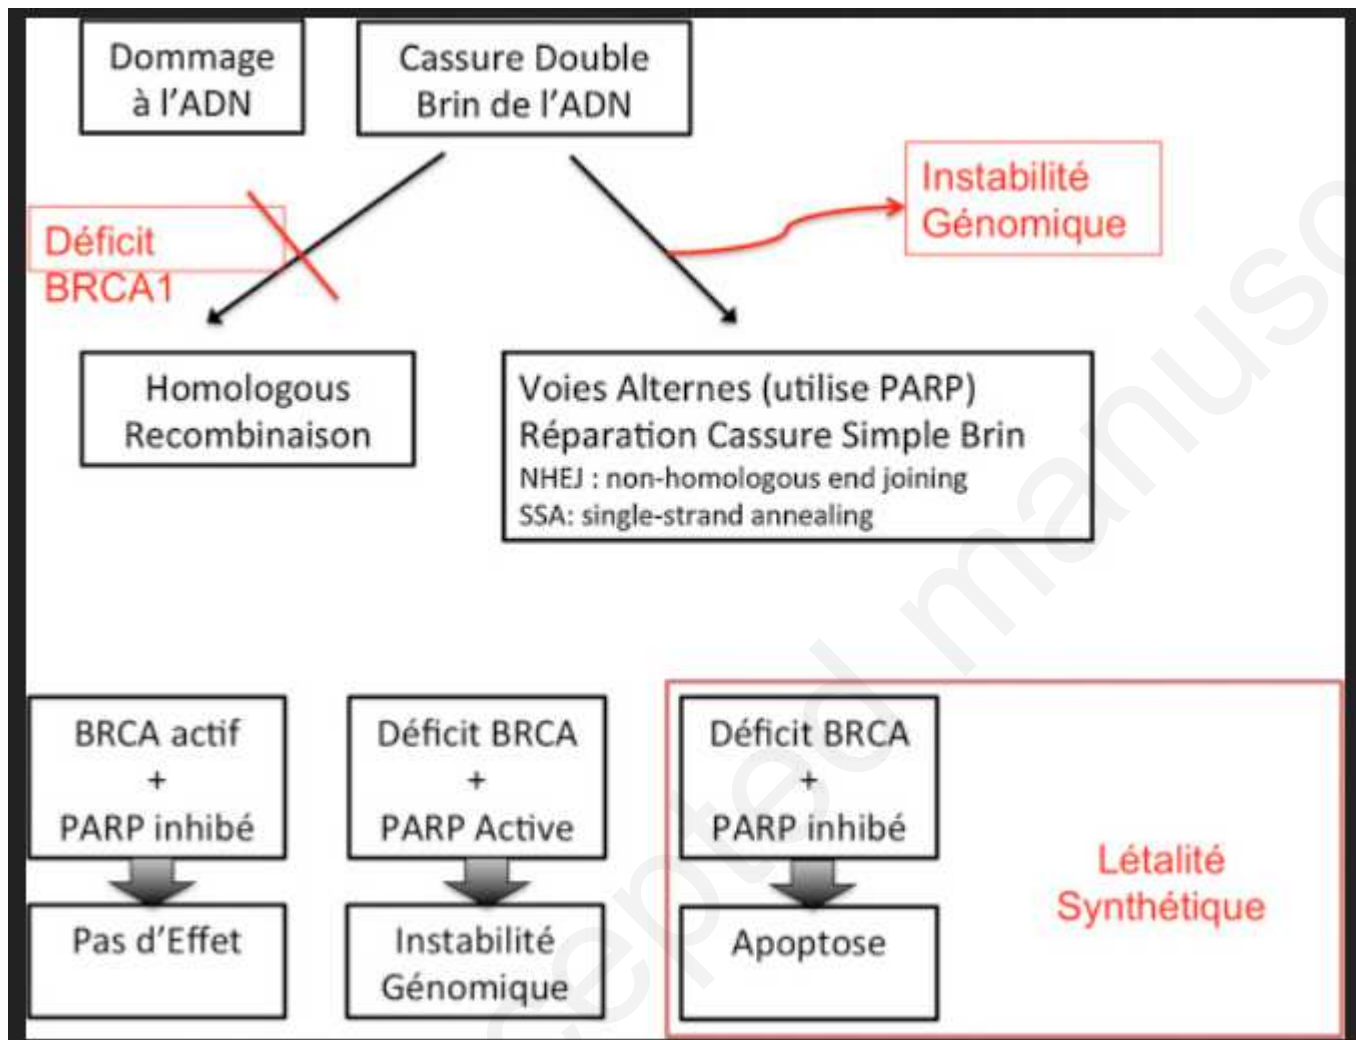 Dommage
à l'ADN
Cassure Double
Brin de l'ADN
Instabilité
Génomique
Déficit
BRCA1
Homologous
Recombinaison
Voies Alternes (utilise PARP)
Réparation Cassure Simple Brin
NHEJ : non-homologous end joining
SSA: single-strand annealing
BRCA actif
+
PARP inhibé
Pas d'Effet
Déficit BRCA
+
PARP Active
Instabilité
Génomique
Déficit BRCA
+
PARP inhibé
Apoptose
Létalité
Synthétique